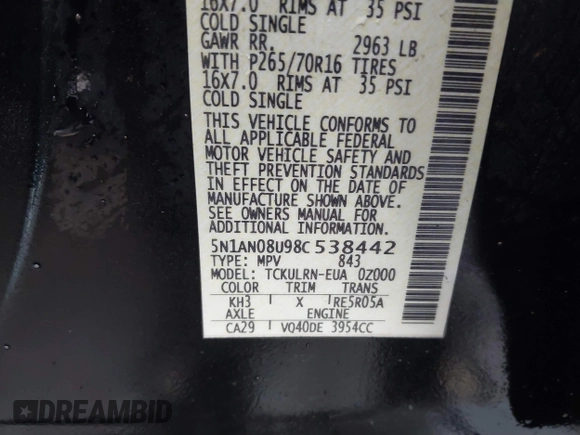 16X7.0 RIMS AT 35 PSI
COLD SINGLE
GAWR RR. 2963 LB
WITH P265/70R16 TIRES
16X7.0 RIMS AT 35 PSI
COLD SINGLE
THIS VEHICLE CONFORMS TO
ALL APPLICABLE FEDERAL
MOTOR VEHICLE SAFETY AND
THEFT PREVENTION STANDARDS
IN EFFECT ON THE DATE OF
MANUFACTURE SHOWN ABOVE.
SEE OWNERS MANUAL FOR
ADDITIONAL INFORMATION.
5N1AN08U98C538442
TYPE: MPV 843
MODEL: TCKULRN-EUA 0Z000
COLOR TRIM TRANS
KH3 X RE5R05A
AXLE ENGINE
CA29 VQ40DE 3954CC
DREAMBID